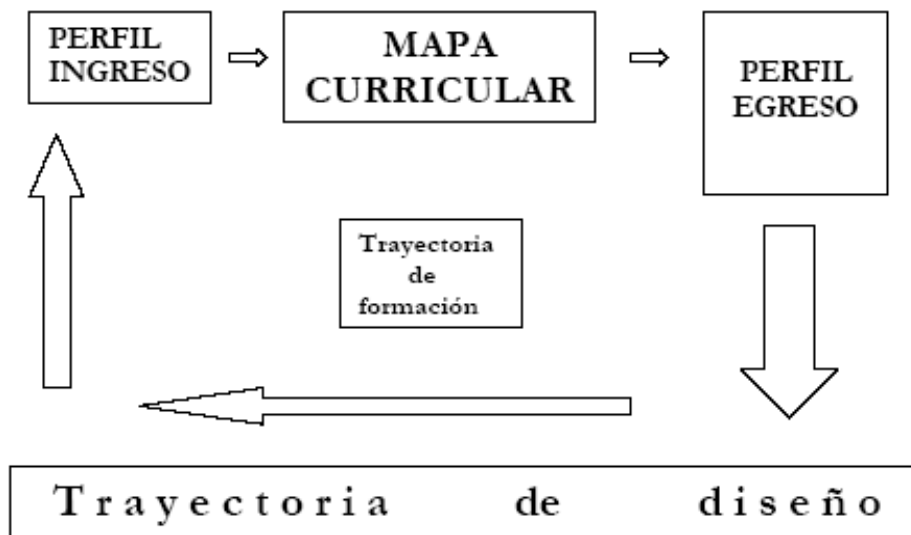 PERFIL
INGRESO
MAPA
CURRICULAR
PERFIL
EGRESO
Trayectoria
de
formación
Trayectoria de diseño